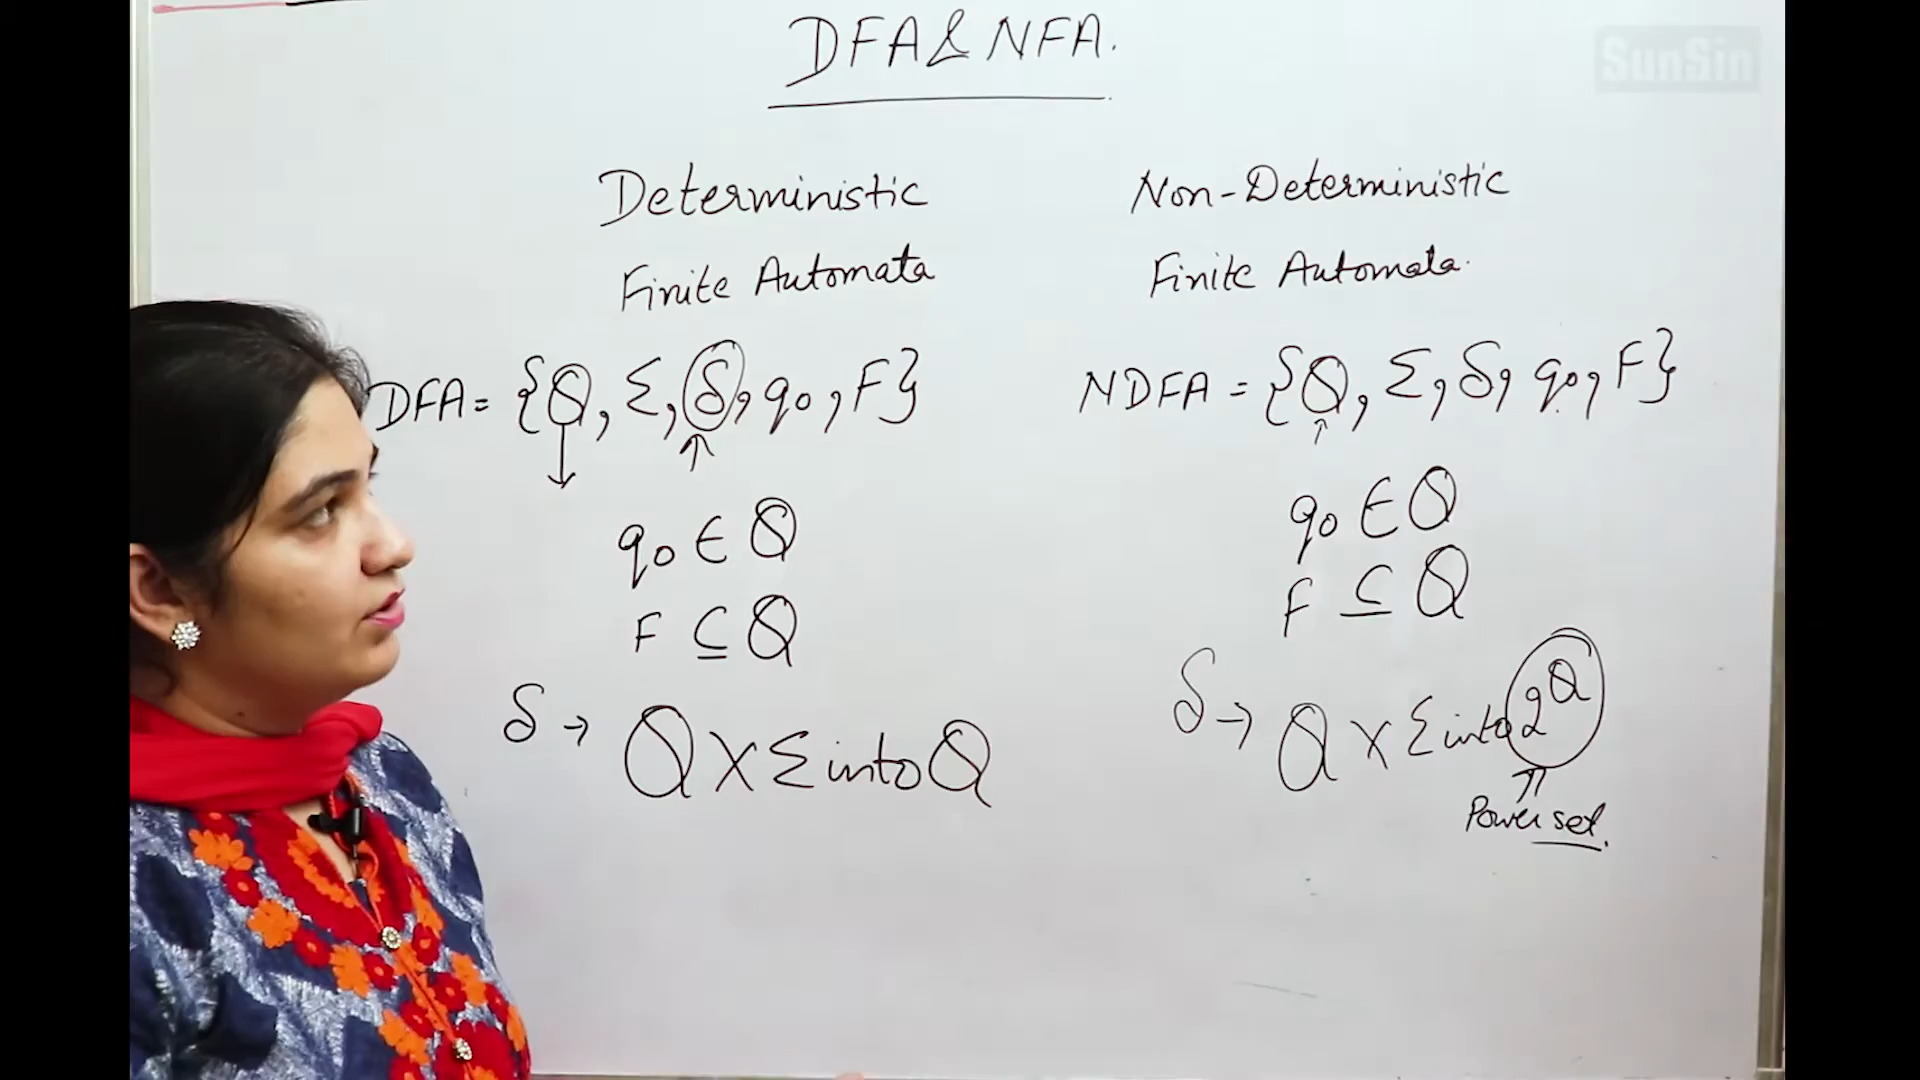 DFA & NFA.
SunSin
Deterministic
Finite Automata
DFA = {Q, Σ, δ, q0, F}
q0 ∈ Q
F ⊆ Q
δ → Q X Σ into Q
Non-Deterministic
Finite Automata.
NDFA = {Q, Σ, δ, q0, F}
q0 ∈ Q
F ⊆ Q
δ → Q X Σ into 2^Q
Power set.